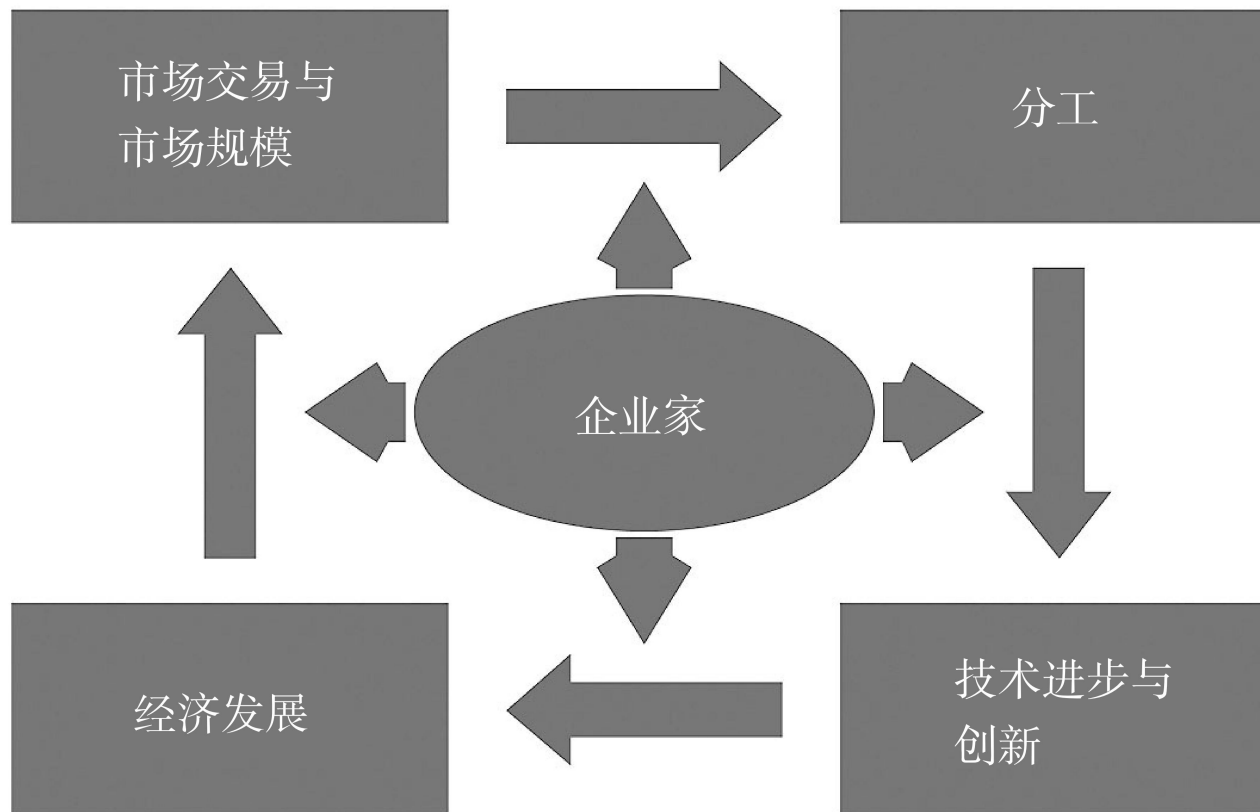 市场交易与
市场规模
分工
企业家
经济发展
技术进步与
创新